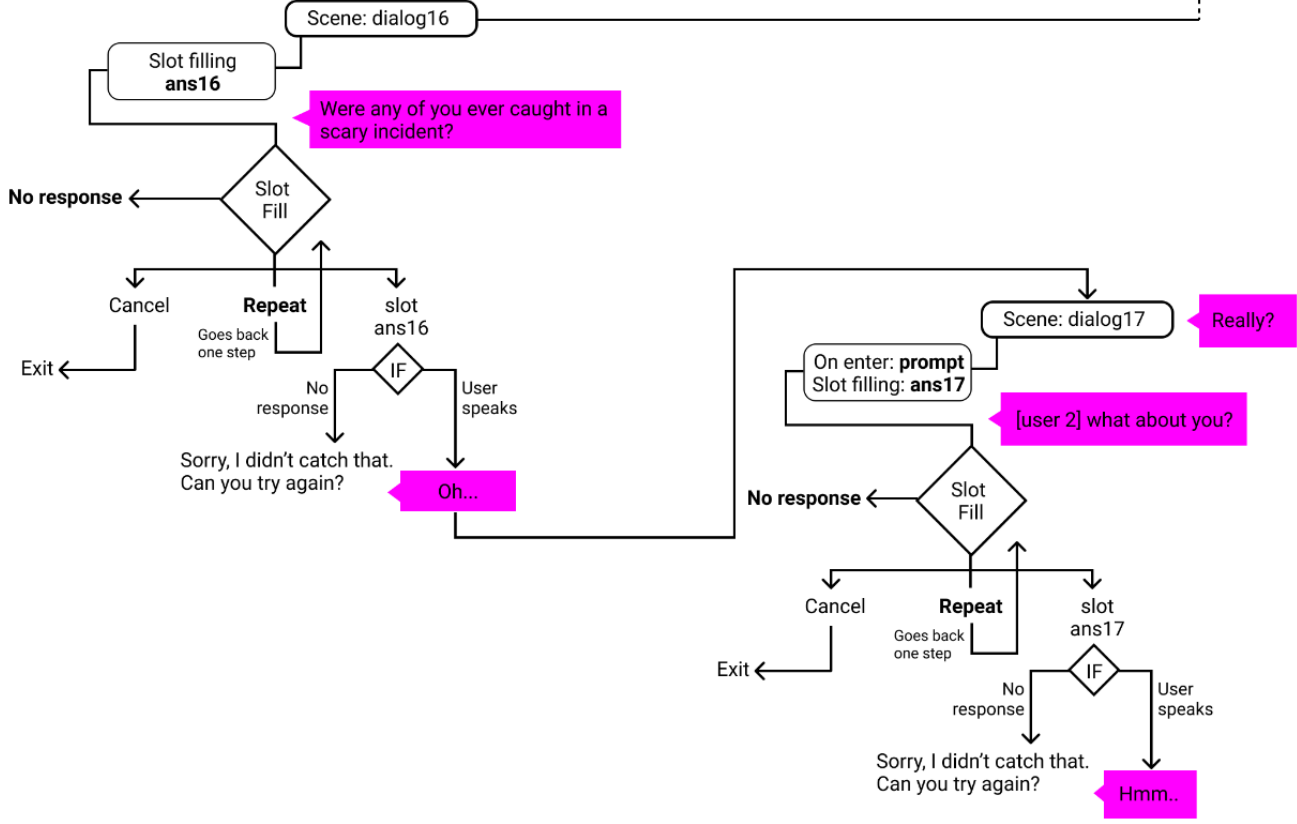 Scene: dialog16
Slot filling
ans16
Were any of you ever caught in a
scary incident?
Slot
Fill
No response
Cancel
Repeat
slot
ans16
Goes back
one step
Exit
IF
No
response
User
speaks
Sorry, I didn’t catch that.
Can you try again?
Oh...
Scene: dialog17
Really?
On enter: prompt
Slot filling: ans17
[user 2] what about you?
Slot
Fill
No response
Cancel
Repeat
slot
ans17
Goes back
one step
Exit
IF
No
response
User
speaks
Sorry, I didn’t catch that.
Can you try again?
Hmm..